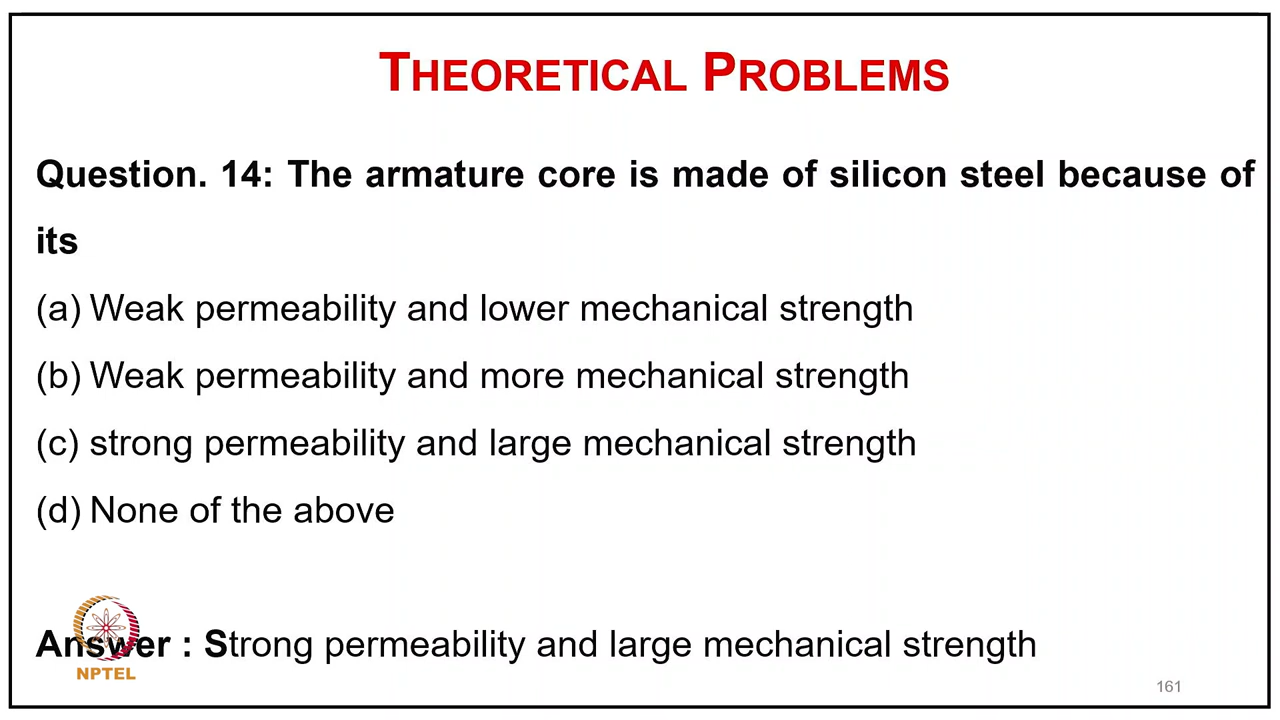 THEORETICAL PROBLEMS
Question. 14: The armature core is made of silicon steel because of
its
(a) Weak permeability and lower mechanical strength
(b) Weak permeability and more mechanical strength
(c) strong permeability and large mechanical strength
(d) None of the above
Answer : Strong permeability and large mechanical strength
NPTEL
161